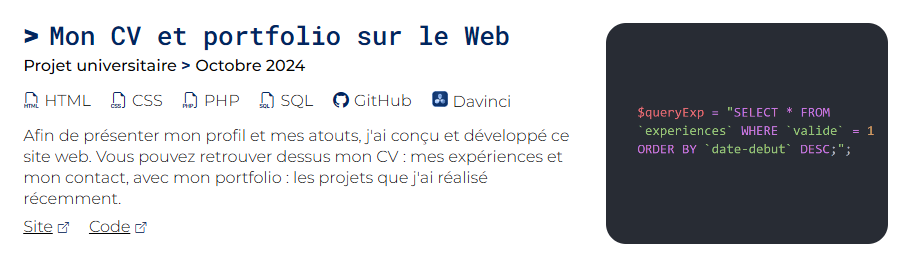 > Mon CV et portfolio sur le Web
Projet universitaire > Octobre 2024
HTML HTML CSS CSS PHP PHP SQL SQL GitHub Davinci
Afin de présenter mon profil et mes atouts, j'ai conçu et développé ce
site web. Vous pouvez retrouver dessus mon CV : mes expériences et
mon contact, avec mon portfolio : les projets que j'ai réalisé
récemment.
Site Code
$queryExp = "SELECT * FROM
`experiences` WHERE `valide` = 1
ORDER BY `date-debut` DESC;";